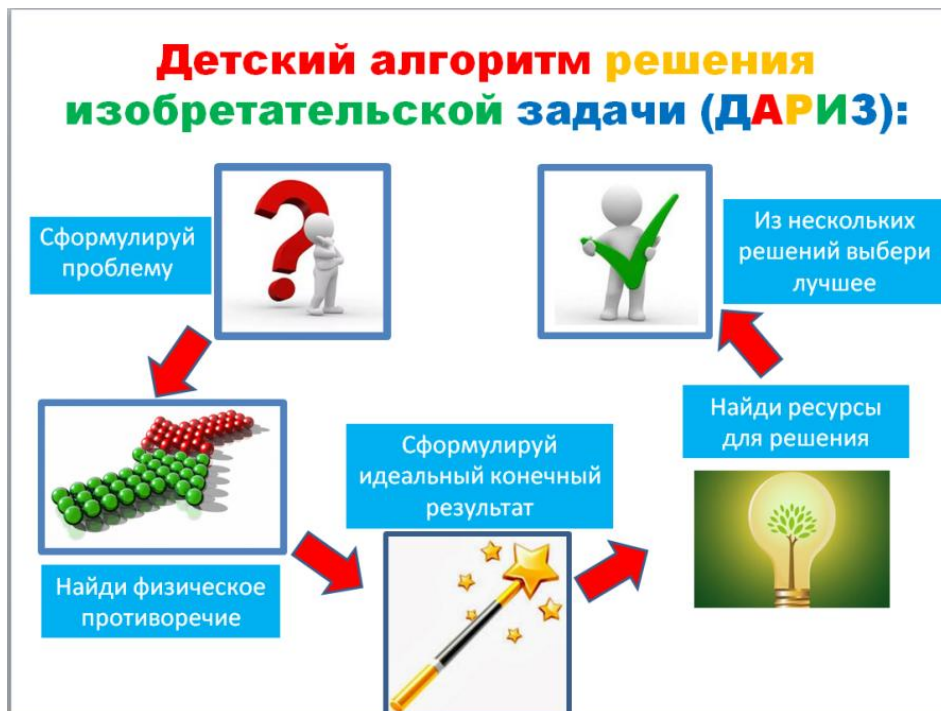 Детский алгоритм решения
изобретательской задачи (ДАРИЗ):
Сформулируй
проблему
Найди физическое
противоречие
Сформулируй
идеальный конечный
результат
Найди ресурсы
для решения
Из нескольких
решений выбери
лучшее